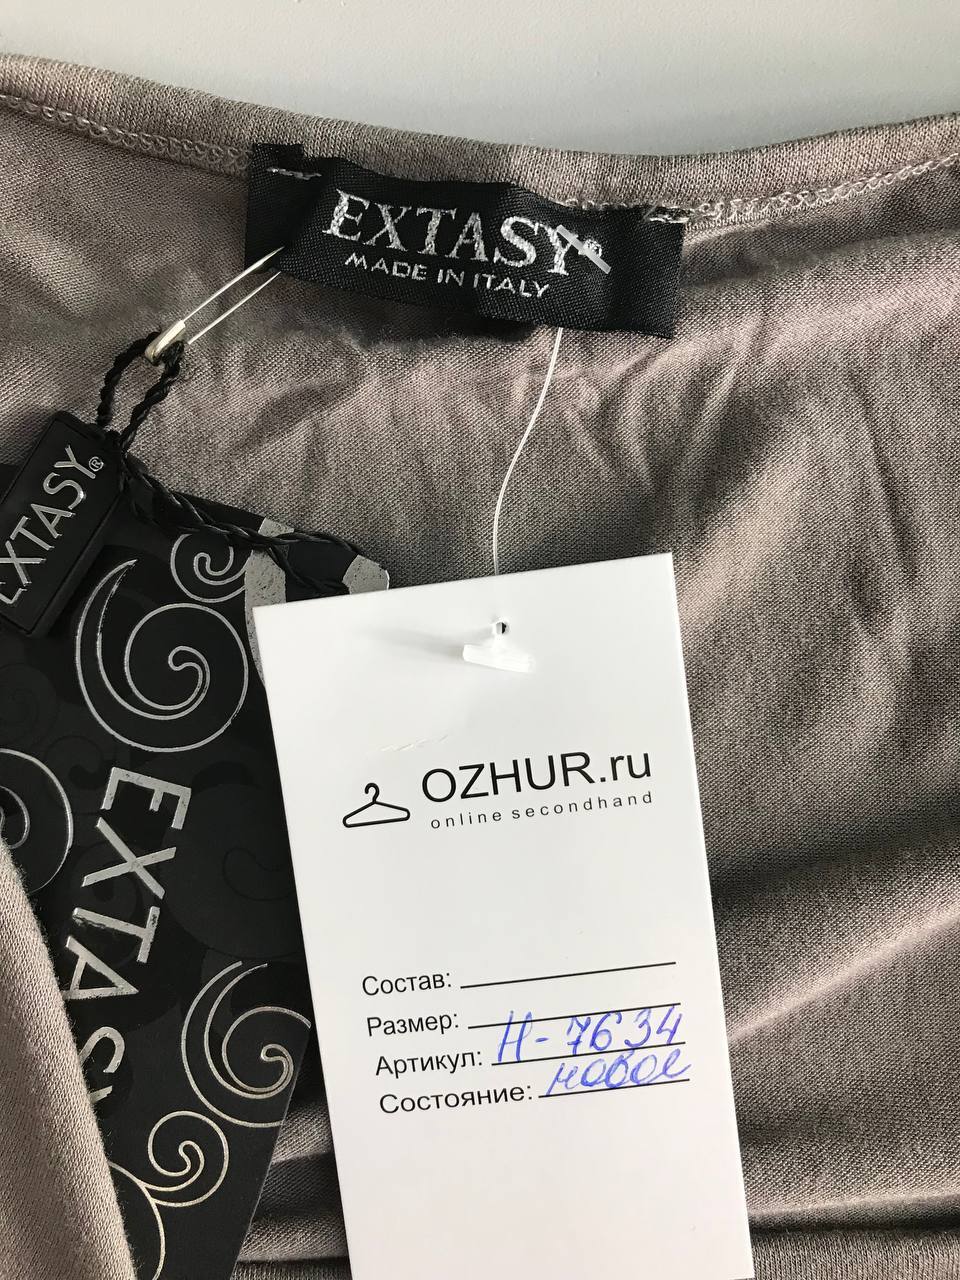 EXTASY®
MADE IN ITALY
EXTASY®
EXTASY
OZHUR.ru
online secondhand
Состав:
Размер:
Артикул: Н-7634
Состояние: новое